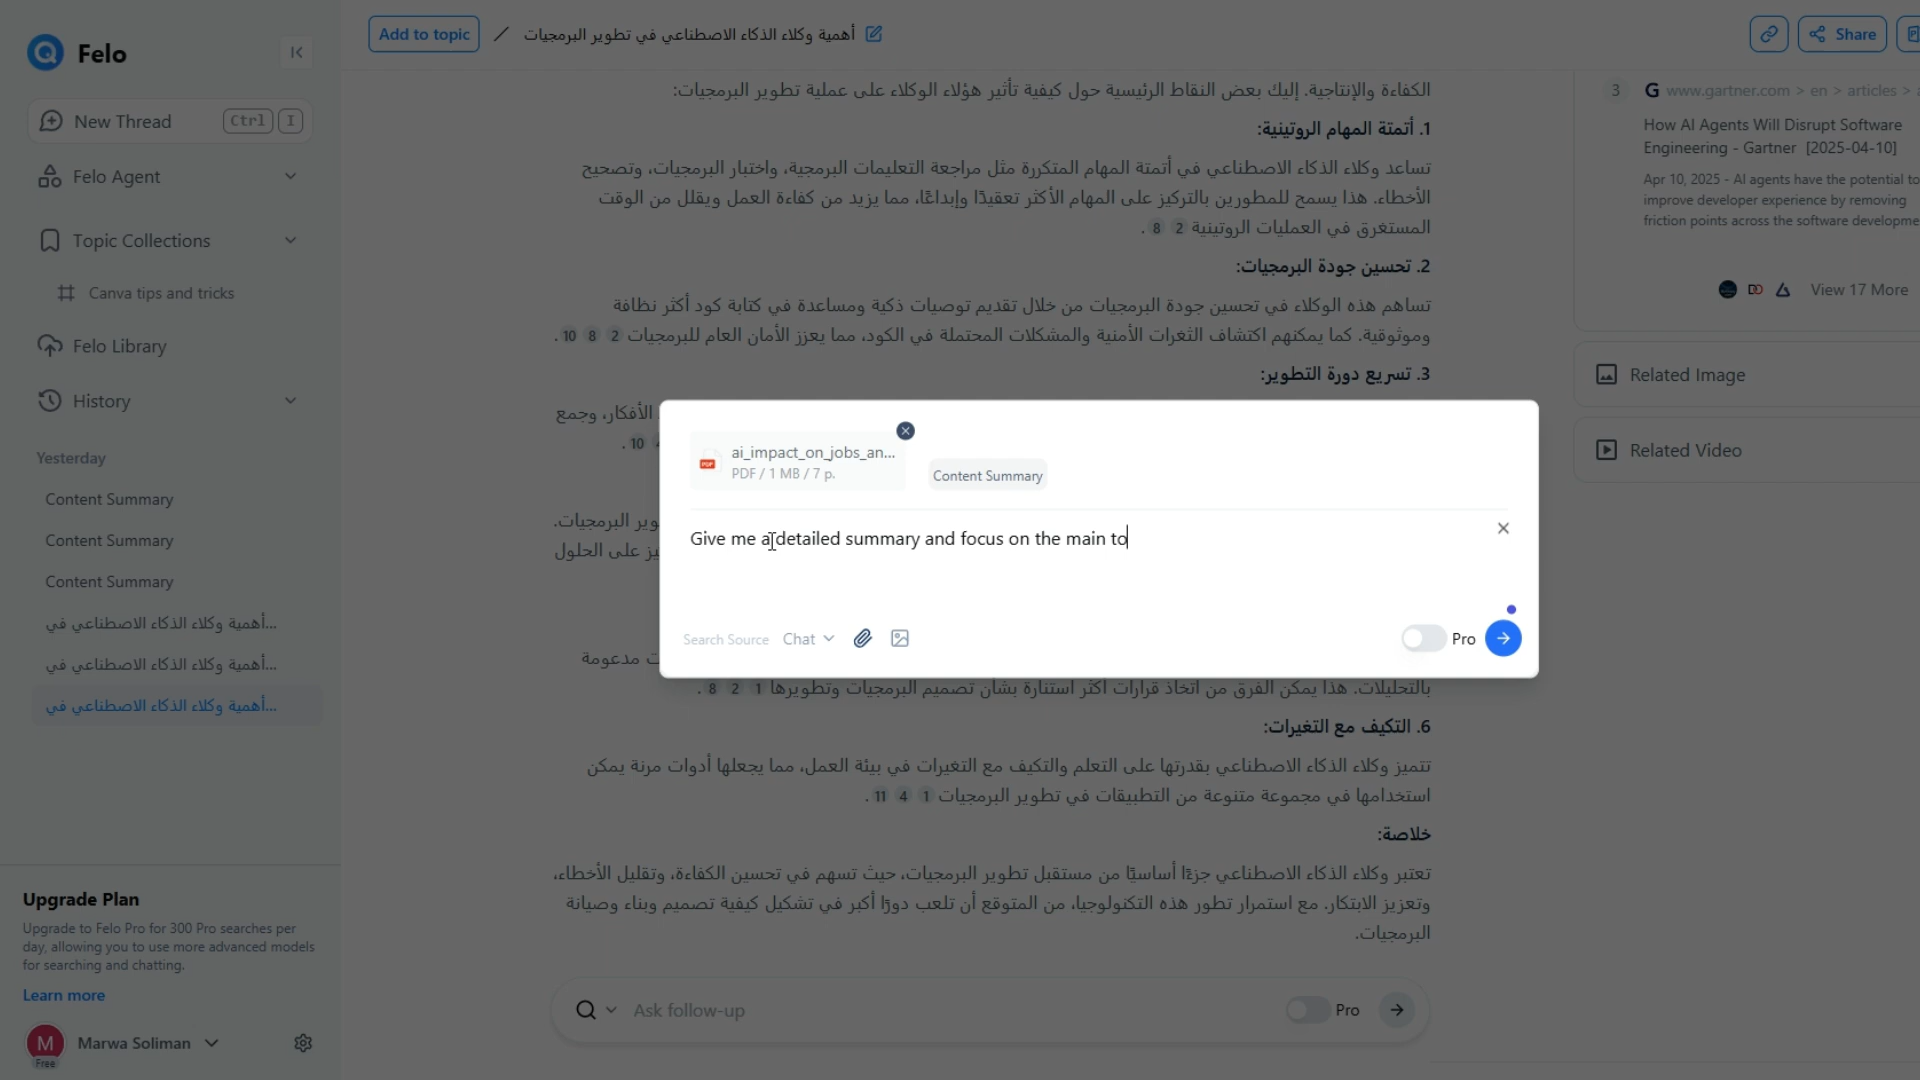 Felo
New Thread
Ctrl I
Felo Agent
Topic Collections
Canva tips and tricks
Felo Library
History
Yesterday
Content Summary
Content Summary
Content Summary
أهمية وكلاء الذكاء الاصطناعي في...
أهمية وكلاء الذكاء الاصطناعي في...
أهمية وكلاء الذكاء الاصطناعي في...
Upgrade Plan
Upgrade to Felo Pro for 300 Pro searches per
day, allowing you to use more advanced models
for searching and chatting.
Learn more
M
Free
Marwa Soliman
Add to topic
أهمية وكلاء الذكاء الاصطناعي في تطوير البرمجيات
Share
الكفاءة والإنتاجية. إليك بعض النقاط الرئيسية حول كيفية تأثير هؤلاء الوكلاء على عملية تطوير البرمجيات:
1. أتمتة المهام الروتينية:
تساعد وكلاء الذكاء الاصطناعي في أتمتة المهام المتكررة مثل مراجعة التعليمات البرمجية، واختبار البرمجيات، وتصحيح
الأخطاء. هذا يسمح للمطورين بالتركيز على المهام الأكثر تعقيدًا وإبداعًا، مما يزيد من كفاءة العمل ويقلل من الوقت
المستغرق في العمليات الروتينية 2 8 .
2. تحسين جودة البرمجيات:
تساهم هذه الوكلاء في تحسين جودة البرمجيات من خلال تقديم توصيات ذكية ومساعدة في كتابة كود أكثر نظافة
وموثوقية. كما يمكنهم اكتشاف الثغرات الأمنية والمشكلات المحتملة في الكود، مما يعزز الأمان العام للبرمجيات 2 8 10 .
3. تسريع دورة التطوير:
الأفكار، وجمع
10 .
وير البرمجيات.
يز على الحلول
ت مدعومة
بالتحليلات. هذا يمكن الفرق من اتخاذ قرارات أكثر استنارة بشأن تصميم البرمجيات وتطويرها 1 2 8 .
6. التكيف مع التغيرات:
تتميز وكلاء الذكاء الاصطناعي بقدرتها على التعلم والتكيف مع التغيرات في بيئة العمل، مما يجعلها أدوات مرنة يمكن
استخدامها في مجموعة متنوعة من التطبيقات في تطوير البرمجيات 1 4 11 .
خلاصة:
تعتبر وكلاء الذكاء الاصطناعي جزءًا أساسيًا من مستقبل تطوير البرمجيات، حيث تسهم في تحسين الكفاءة، وتقليل الأخطاء،
وتعزيز الابتكار. مع استمرار تطور هذه التكنولوجيا، من المتوقع أن تلعب دورًا أكبر في تشكيل كيفية تصميم وبناء وصيانة
البرمجيات.
ai_impact_on_jobs_an...
PDF
PDF / 1 MB / 7 p.
Content Summary
Give me a detailed summary and focus on the main to
Search Source
Chat
Pro
Ask follow-up
Pro
3
www.gartner.com > en > articles >
How AI Agents Will Disrupt Software
Engineering - Gartner [2025-04-10]
Apr 10, 2025 - AI agents have the potential to
improve developer experience by removing
friction points across the software developme
View 17 More
Related Image
Related Video